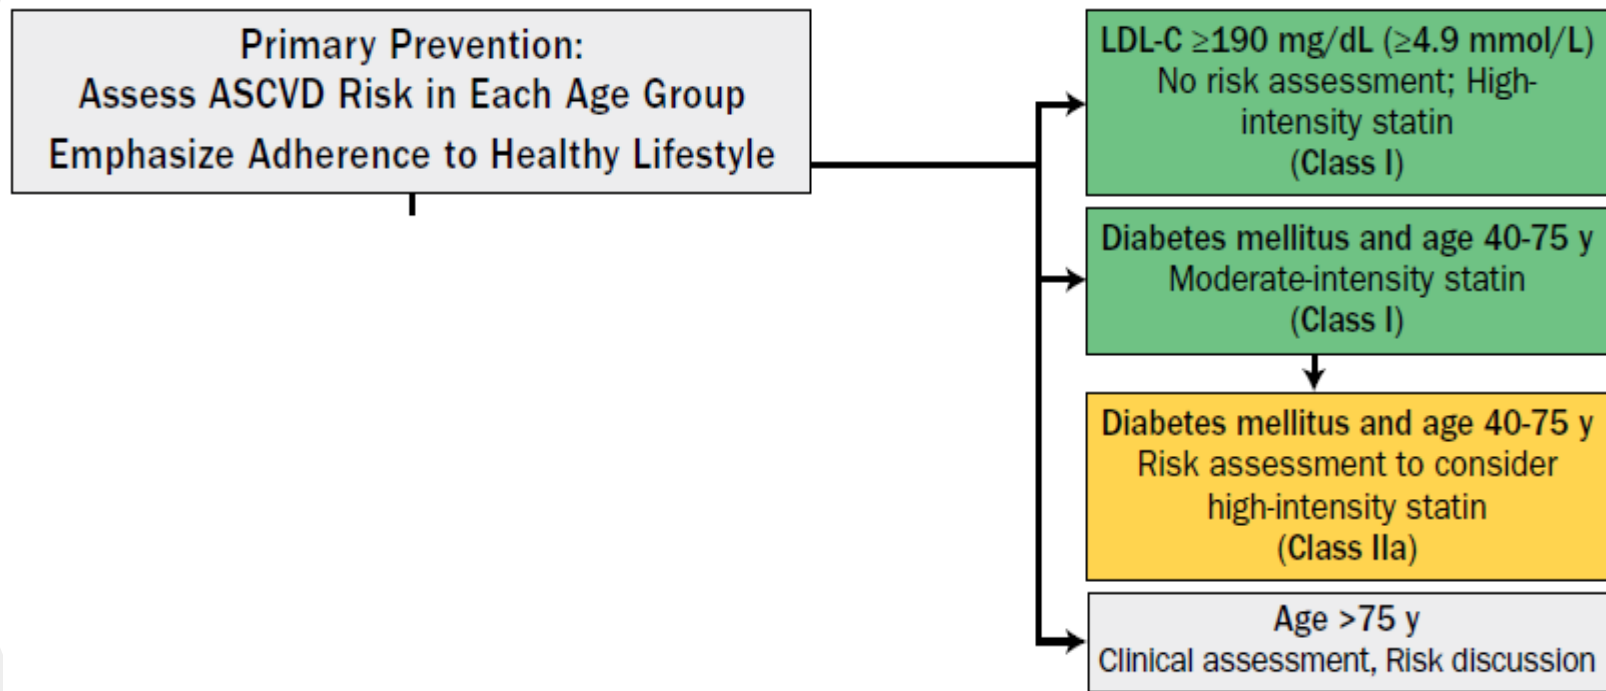 Primary Prevention:
Assess ASCVD Risk in Each Age Group
Emphasize Adherence to Healthy Lifestyle
LDL-C ≥190 mg/dL (≥4.9 mmol/L)
No risk assessment; High-
intensity statin
(Class I)
Diabetes mellitus and age 40-75 y
Moderate-intensity statin
(Class I)
Diabetes mellitus and age 40-75 y
Risk assessment to consider
high-intensity statin
(Class IIa)
Age >75 y
Clinical assessment, Risk discussion